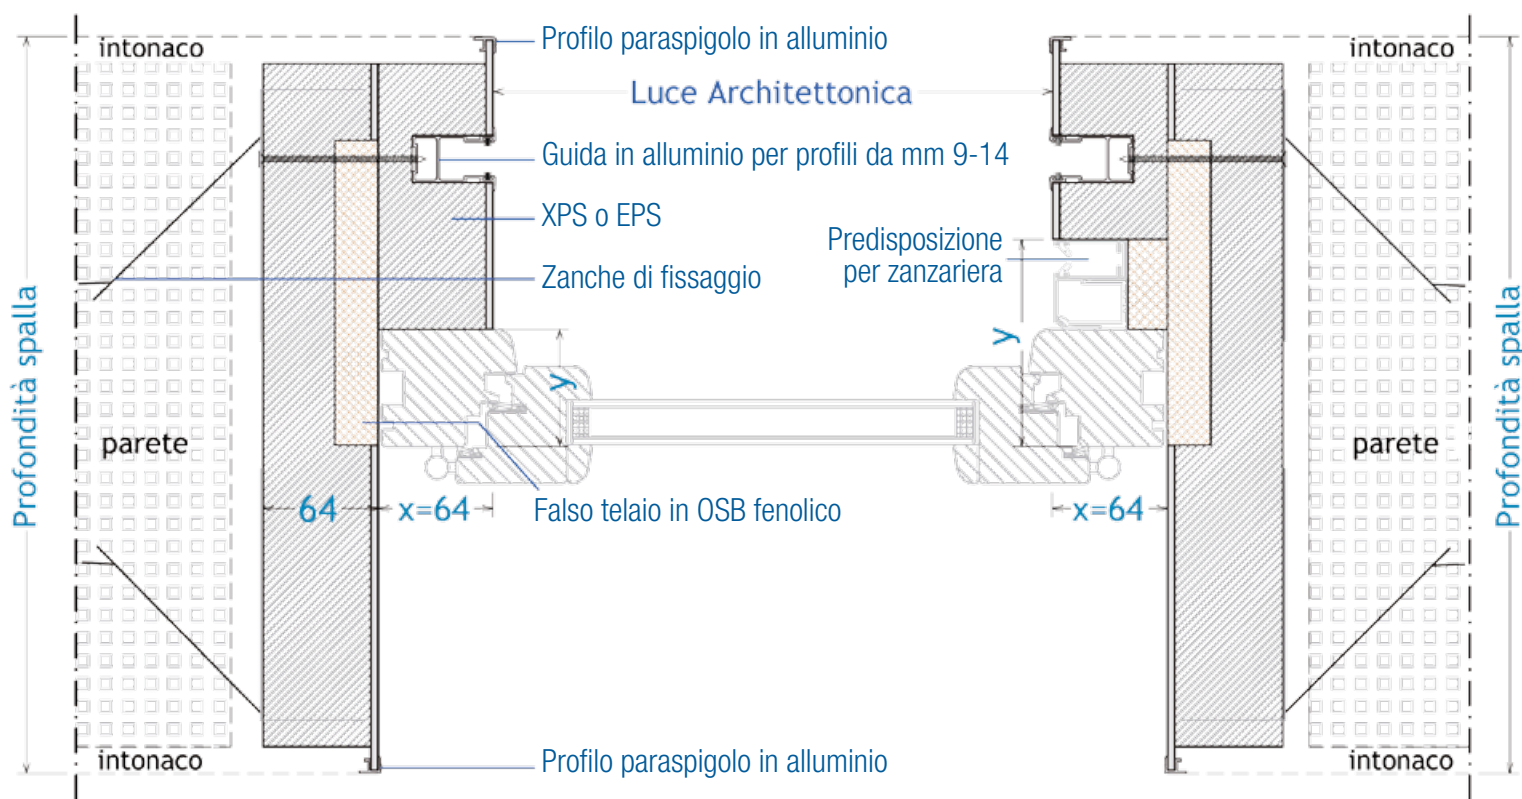 intonaco
Profilo paraspigolo in alluminio
intonaco
Luce Architettonica
Guida in alluminio per profili da mm 9-14
XPS o EPS
Predisposizione
per zanzariera
Zanche di fissaggio
Profondità spalla
y
y
Profondità spalla
parete
parete
64
x=64
Falso telaio in OSB fenolico
x=64
intonaco
Profilo paraspigolo in alluminio
intonaco